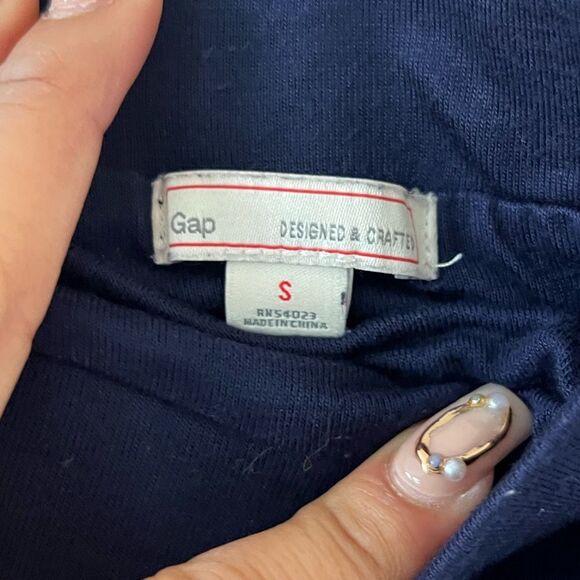 Gap DESIGNED & CRAFTED
S
RN54023
MADE IN CHINA